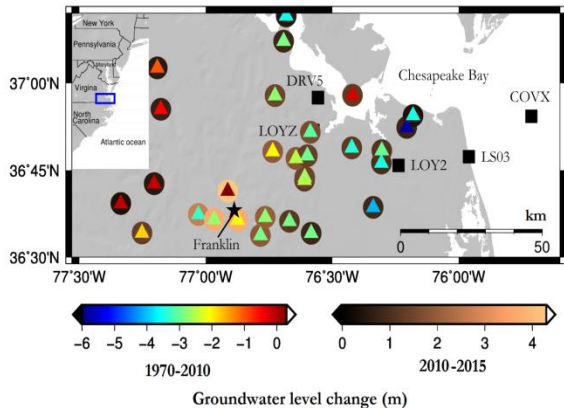 New York
Pennsylvania
Maryland
Virginia
North
Carolina
Atlantic ocean
37°00'N
36°45'N
36°30'N
DRV5
Chesapeake Bay
COVX
LOYZ
LOY2
LS03
Franklin
km
0 50
77°30'W 77°00'W 76°30'W 76°00'W
−6 −5 −4 −3 −2 −1 0
0 1 2 3 4
1970-2010
2010-2015
Groundwater level change (m)